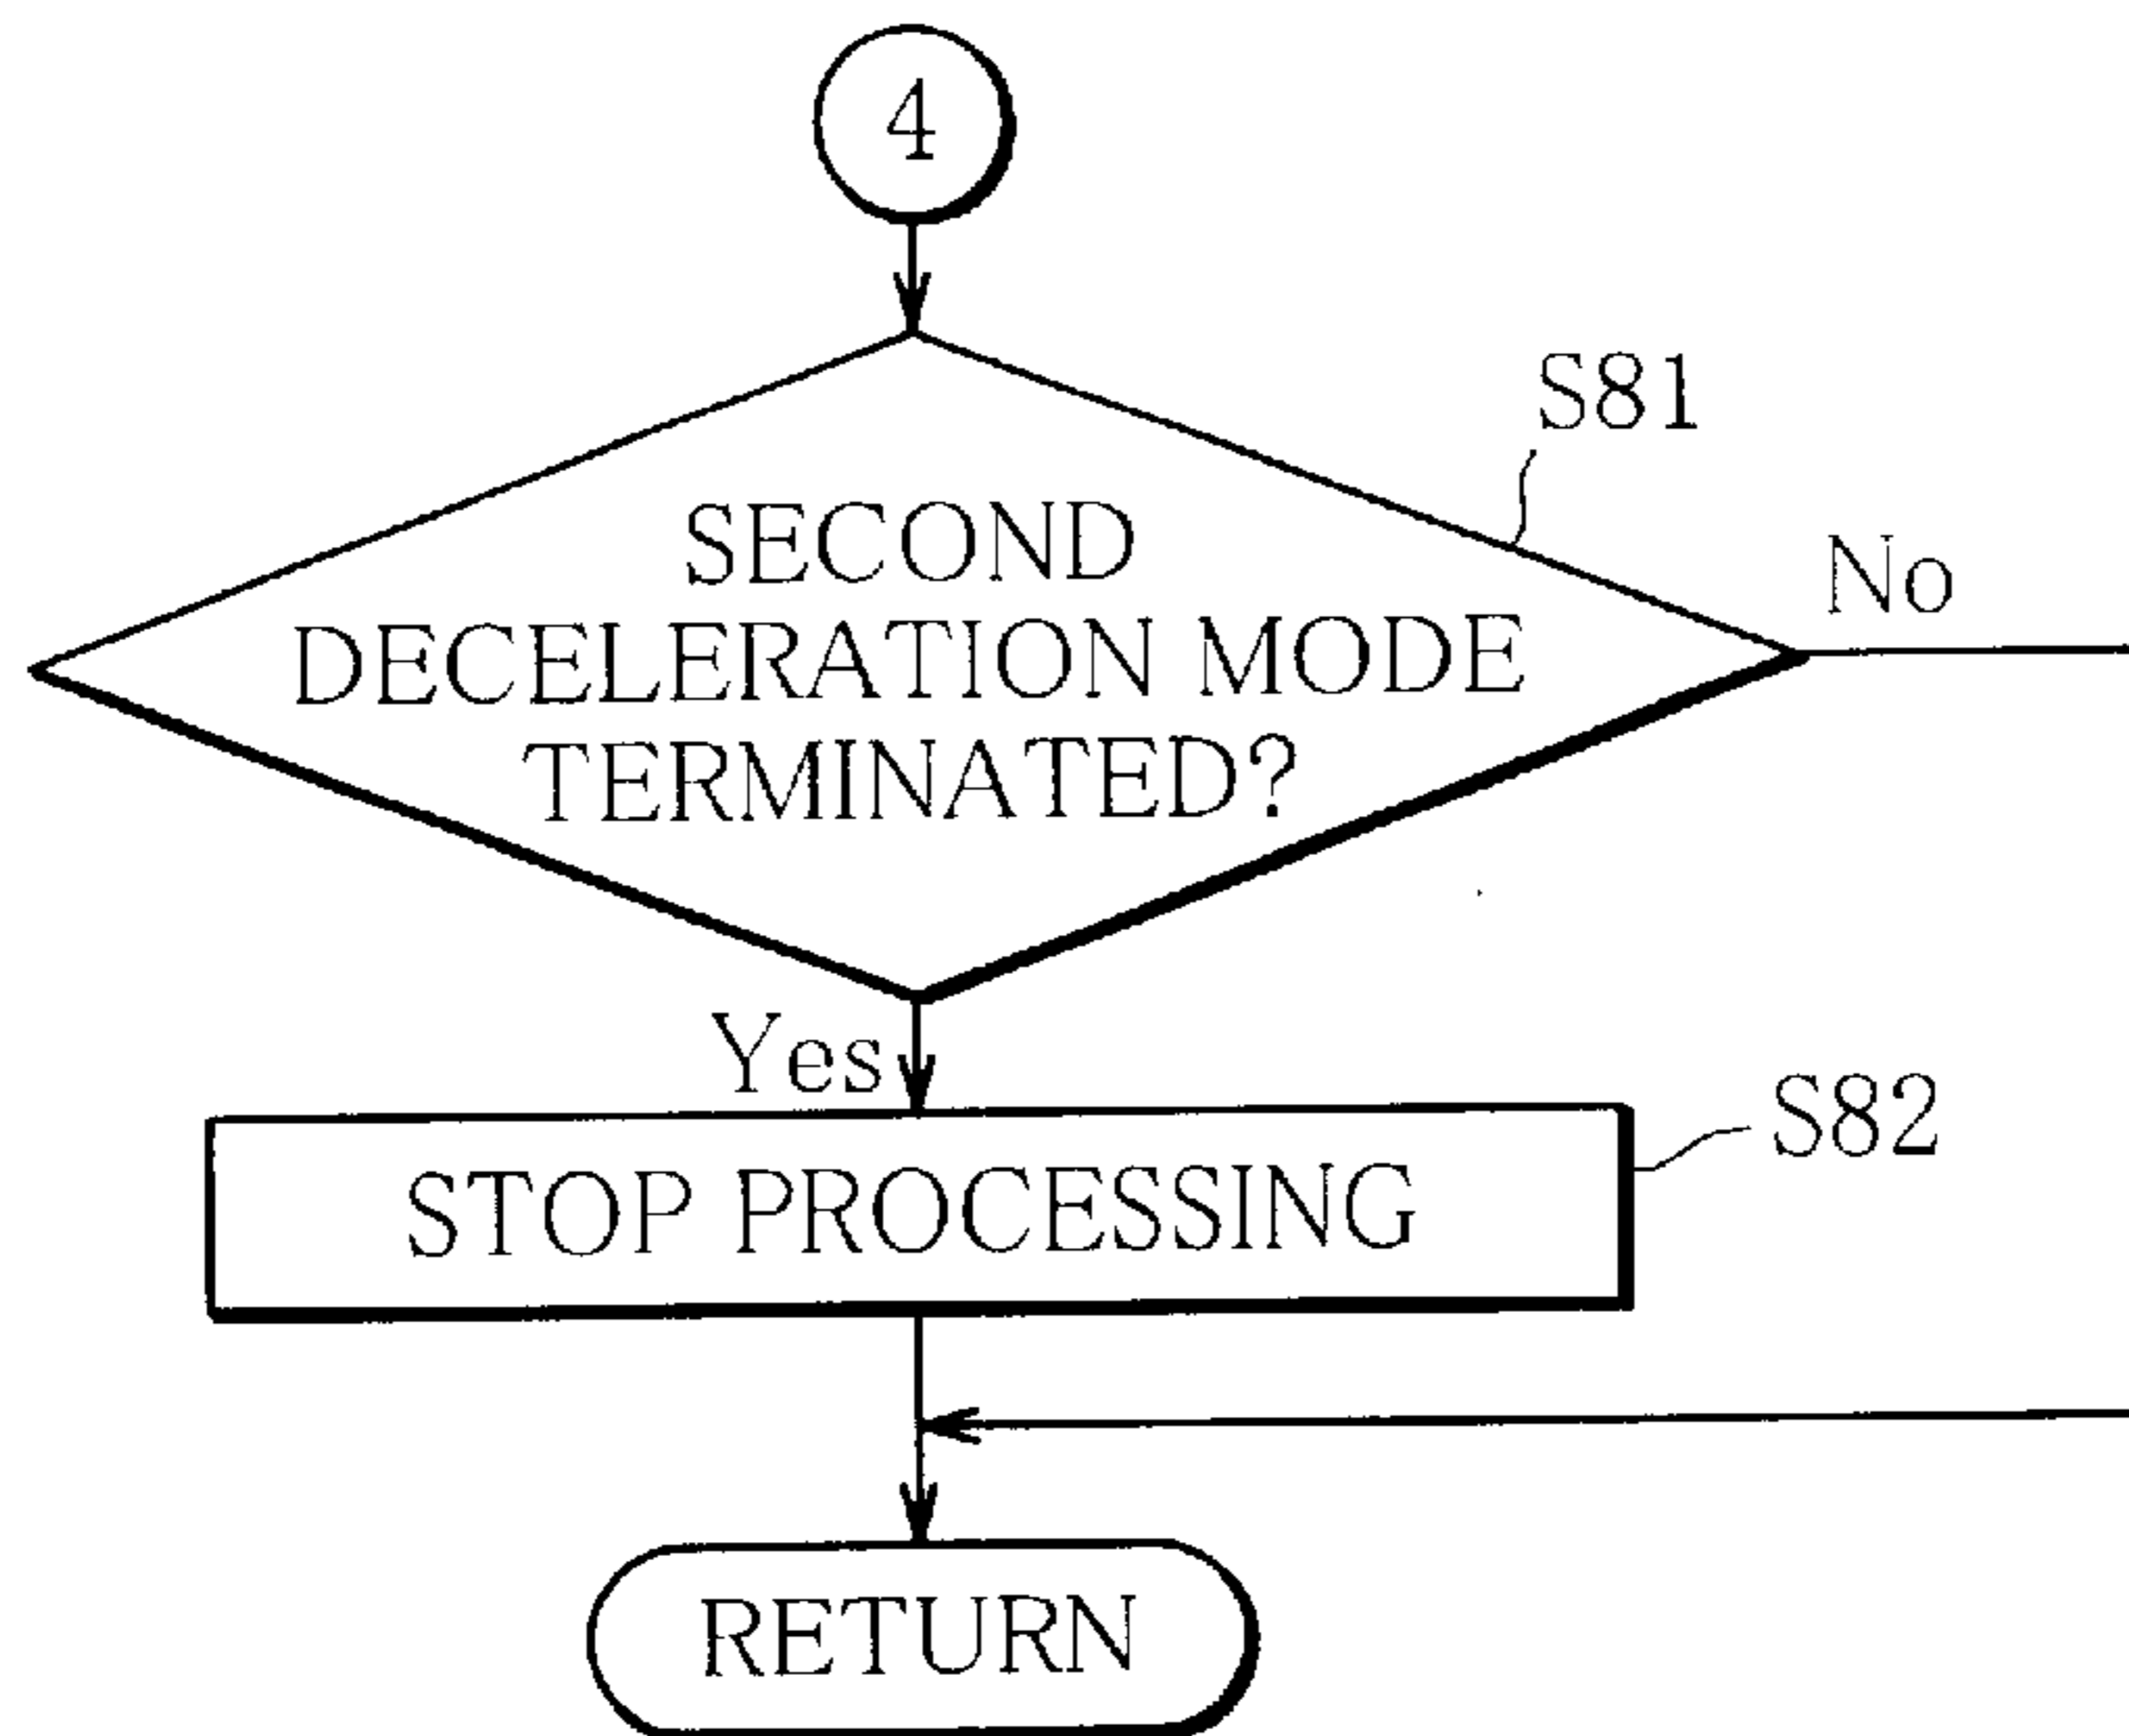 4
S81
SECOND
DECELERATION MODE
TERMINATED?
No
Yes
S82
STOP PROCESSING
RETURN